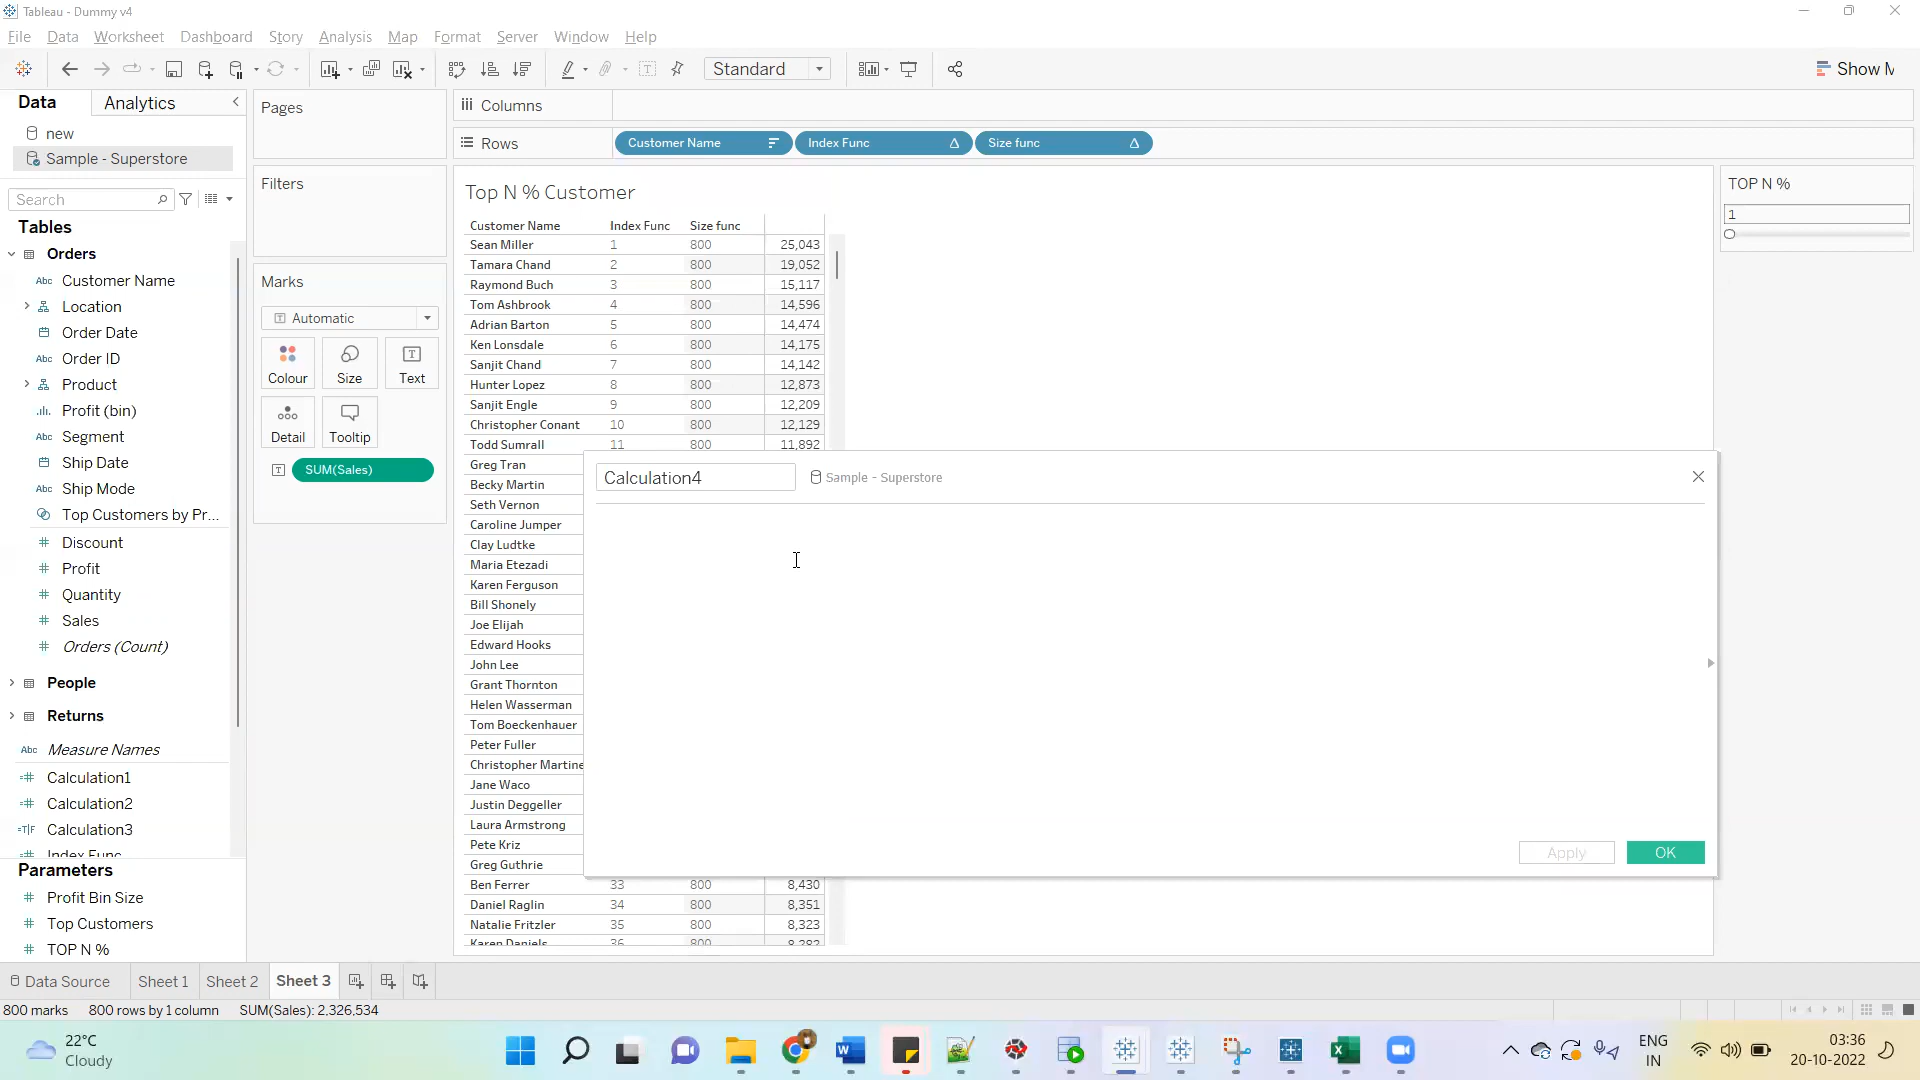 Tableau - Dummy v4
File Data Worksheet Dashboard Story Analysis Map Format Server Window Help
Standard
Show M
Data
Analytics
new
Sample - Superstore
Search
Tables
Orders
Customer Name
Location
Order Date
Order ID
Product
Profit (bin)
Segment
Ship Date
Ship Mode
Top Customers by Pr...
Discount
Profit
Quantity
Sales
Orders (Count)
People
Returns
Measure Names
Calculation1
Calculation2
Calculation3
Index Func
Parameters
Profit Bin Size
Top Customers
TOP N %
Pages
Filters
Marks
Automatic
Colour
Size
Text
Detail
Tooltip
SUM(Sales)
Columns
Rows
Customer Name
Index Func
Size func
Top N % Customer
Customer Name Index Func Size func
Sean Miller 1 800 25,043
Tamara Chand 2 800 19,052
Raymond Buch 3 800 15,117
Tom Ashbrook 4 800 14,596
Adrian Barton 5 800 14,474
Ken Lonsdale 6 800 14,175
Sanjit Chand 7 800 14,142
Hunter Lopez 8 800 12,873
Sanjit Engle 9 800 12,209
Christopher Conant 10 800 12,129
Todd Sumrall 11 800 11,892
Greg Tran
Becky Martin
Seth Vernon
Caroline Jumper
Clay Ludtke
Maria Etezadi
Karen Ferguson
Bill Shonely
Joe Elijah
Edward Hooks
John Lee
Grant Thornton
Helen Wasserman
Tom Boeckenhauer
Peter Fuller
Christopher Martine
Jane Waco
Justin Deggeller
Laura Armstrong
Pete Kriz
Greg Guthrie
Ben Ferrer 33 800 8,430
Daniel Raglin 34 800 8,351
Natalie Fritzler 35 800 8,323
Karen Daniels 36 800 8,282
Calculation4
Sample - Superstore
Apply
OK
TOP N %
1
Data Source
Sheet 1
Sheet 2
Sheet 3
800 marks 800 rows by 1 column SUM(Sales): 2,326,534
22°C
Cloudy
ENG
IN
03:36
20-10-2022